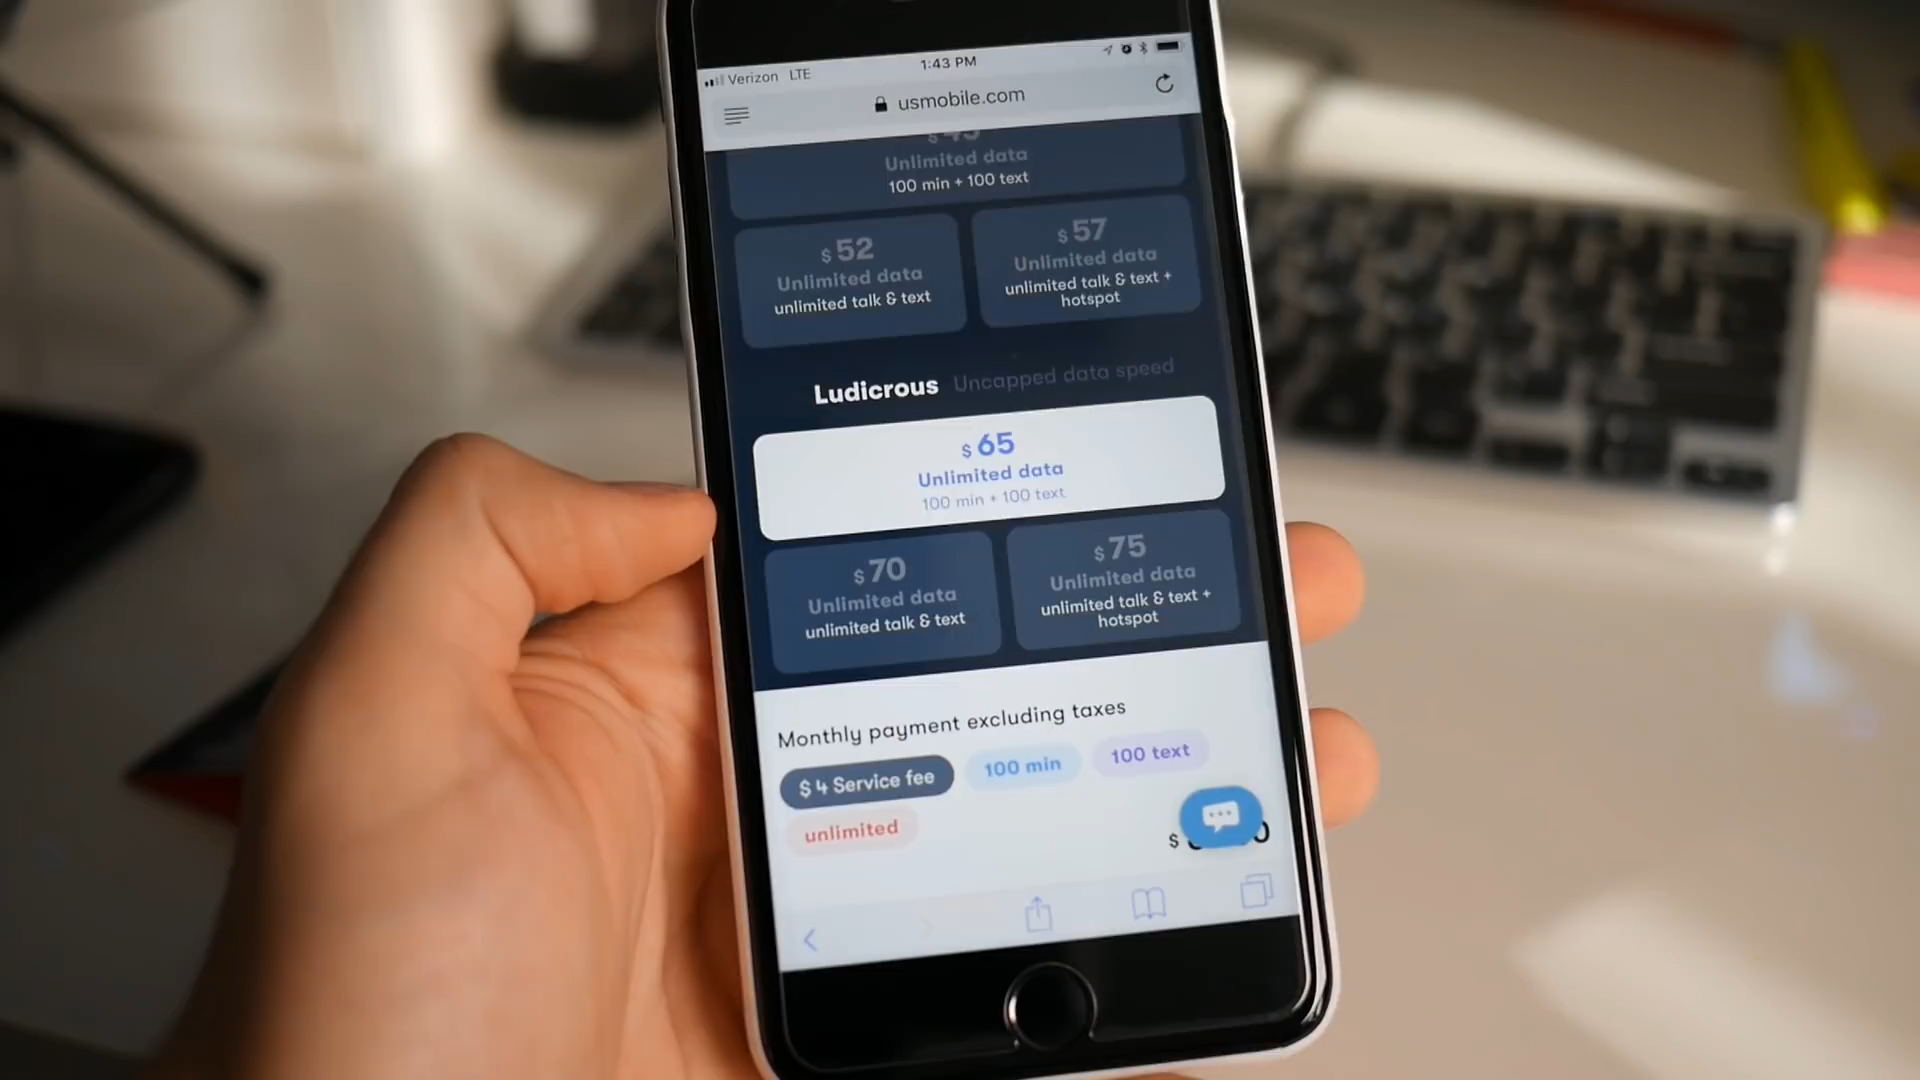 Verizon LTE
1:43 PM
usmobile.com
Unlimited data
100 min + 100 text
$ 52
Unlimited data
unlimited talk & text
$ 57
Unlimited data
unlimited talk & text +
hotspot
Ludicrous Uncapped data speed
$ 65
Unlimited data
100 min + 100 text
$ 70
Unlimited data
unlimited talk & text
$ 75
Unlimited data
unlimited talk & text +
hotspot
Monthly payment excluding taxes
$ 4 Service fee
100 min
100 text
unlimited
$